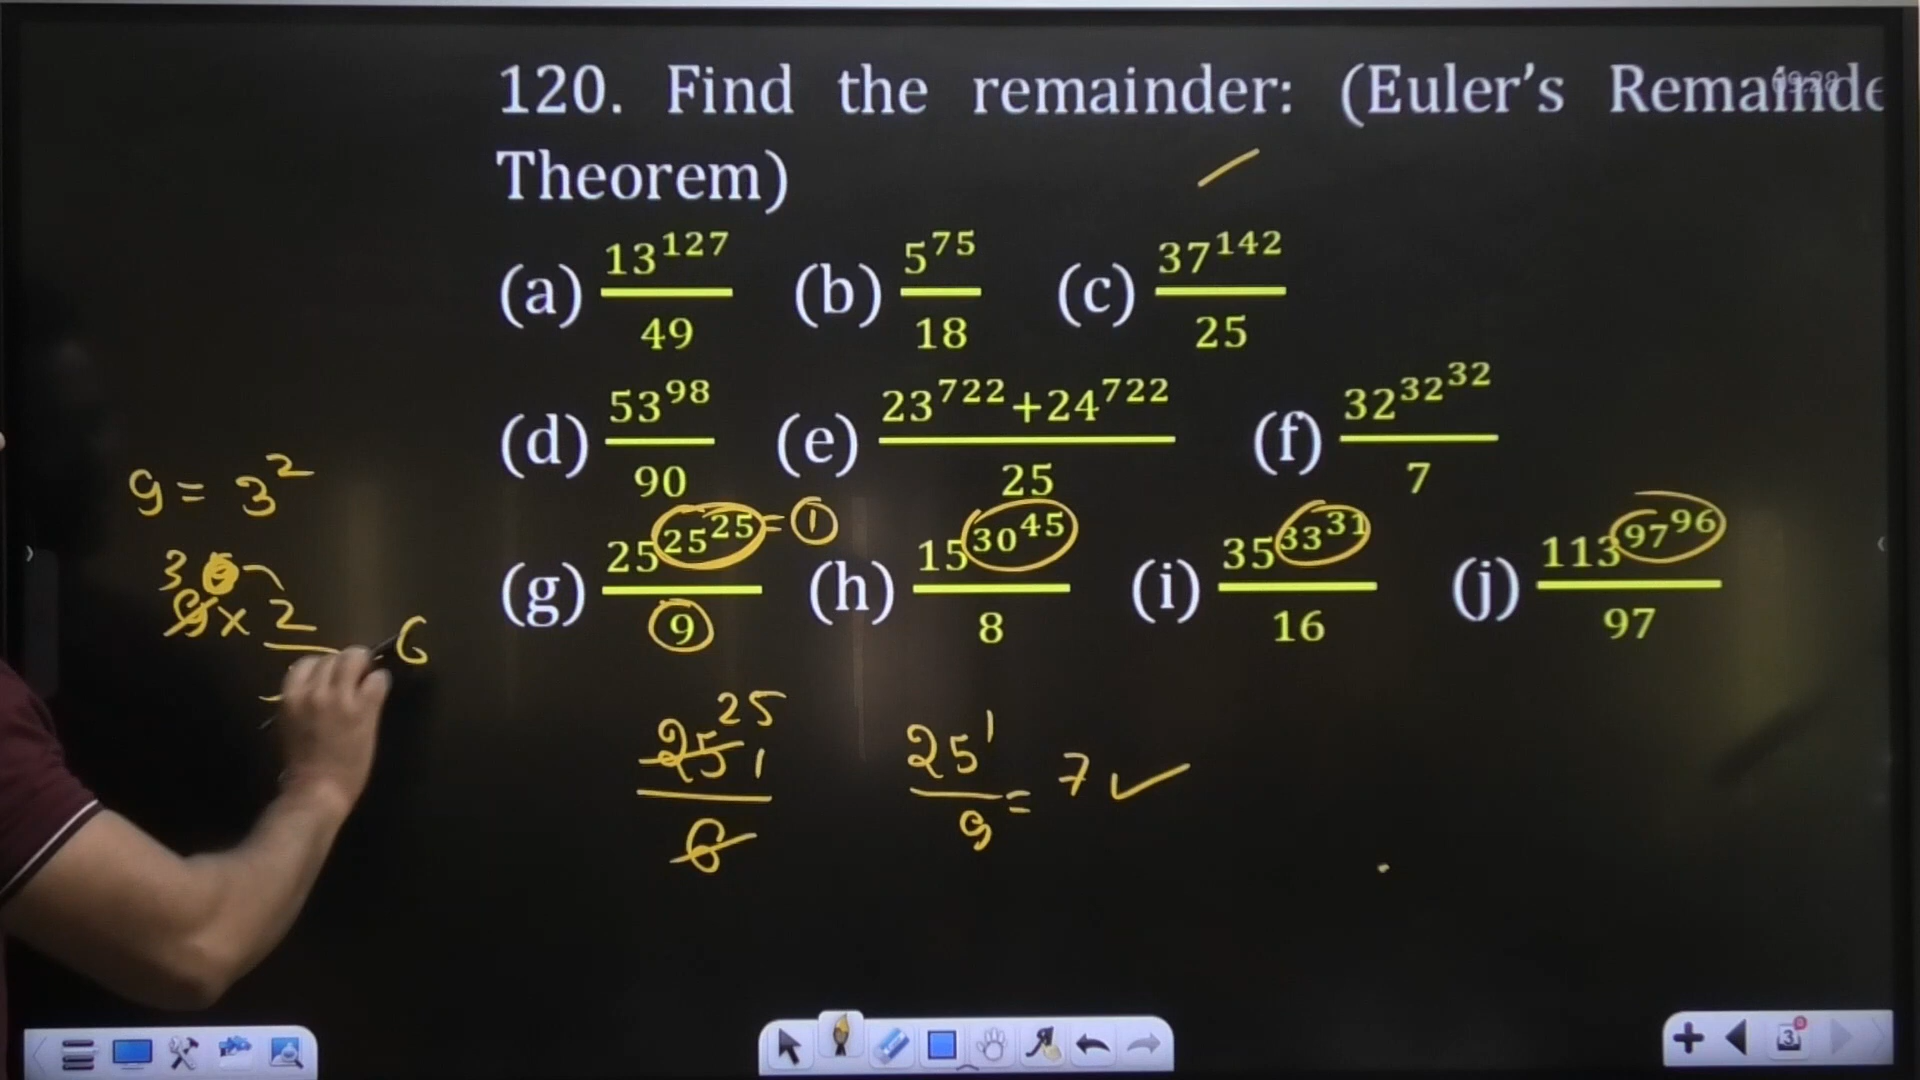 120. Find the remainder: (Euler's Remainde
Theorem)
(a) 13^127/49 (b) 5^75/18 (c) 37^142/25
(d) 53^98/90 (e) 23^722+24^722/25 (f) 32^32^32/7
(g) 25^25^25/9 = 1 (h) 15^30^45/8 (i) 35^33^31/16 (j) 113^97^96/97
9 = 3^2
3
9 × 2
6
25^25 1/6
25^1/9 = 7 ✓
3